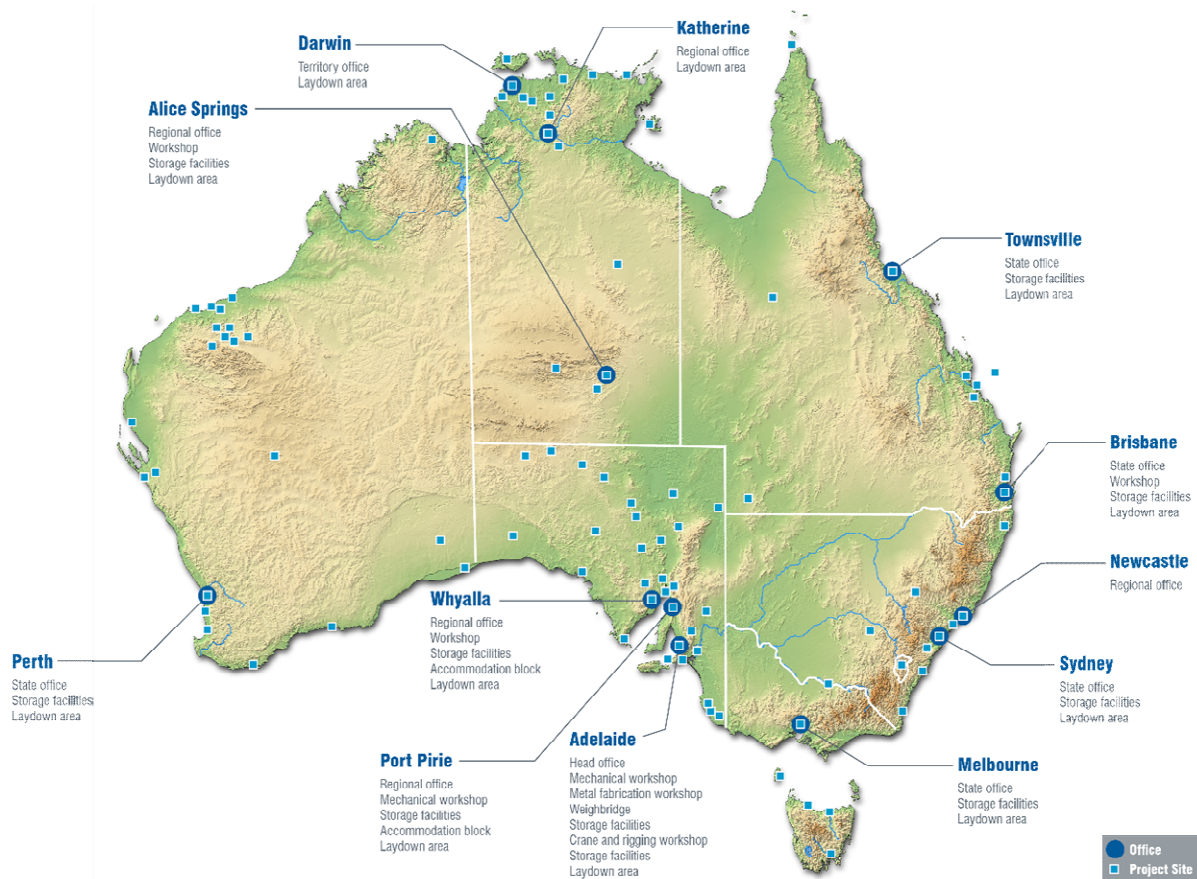 Katherine
Regional office
Laydown area
Darwin
Territory office
Laydown area
Alice Springs
Regional office
Workshop
Storage facilities
Laydown area
Townsville
State office
Storage facilities
Laydown area
Brisbane
State office
Workshop
Storage facilities
Laydown area
Newcastle
Regional office
Whyalla
Regional office
Workshop
Storage facilities
Accommodation block
Laydown area
Perth
State office
Storage facilities
Laydown area
Sydney
State office
Storage facilities
Laydown area
Port Pirie
Regional office
Mechanical workshop
Storage facilities
Accommodation block
Laydown area
Adelaide
Head office
Mechanical workshop
Metal fabrication workshop
Weighbridge
Storage facilities
Crane and rigging workshop
Storage facilities
Laydown area
Melbourne
State office
Storage facilities
Laydown area
Office
Project Site